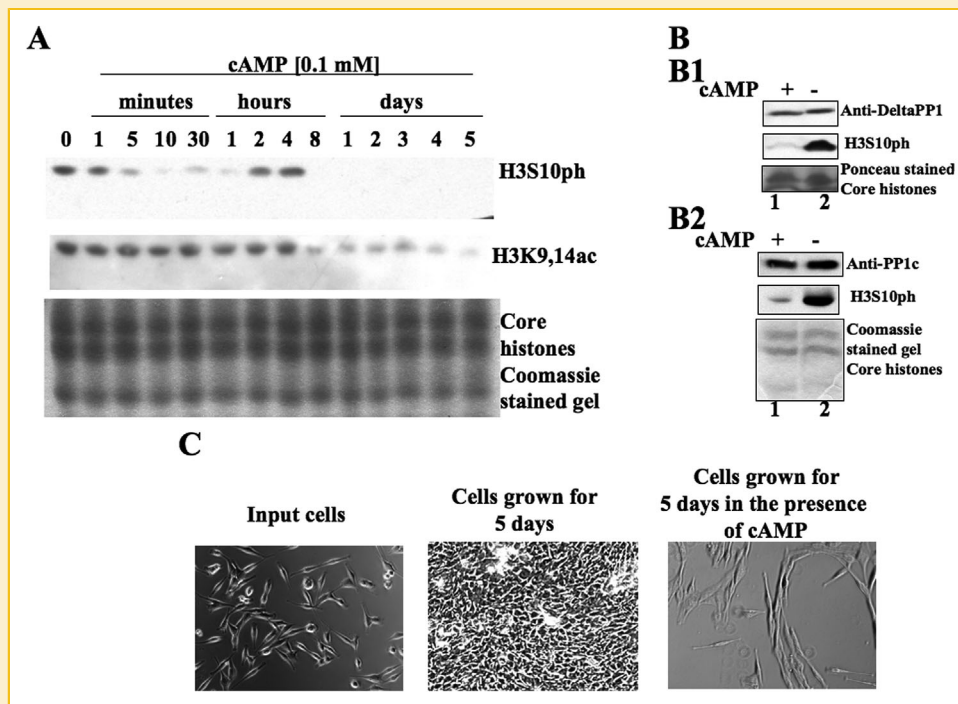 A
cAMP [0.1 mM]
minutes hours days
0 1 5 10 30 1 2 4 8 1 2 3 4 5
H3S10ph
H3K9,14ac
Core
histones
Coomassie
stained gel
B
B1
cAMP + -
Anti-DeltaPP1
H3S10ph
Ponceau stained
Core histones
1 2
B2
cAMP + -
Anti-PP1c
H3S10ph
Coomassie
stained gel
Core histones
1 2
C
Input cells
Cells grown for
5 days
Cells grown for
5 days in the presence
of cAMP